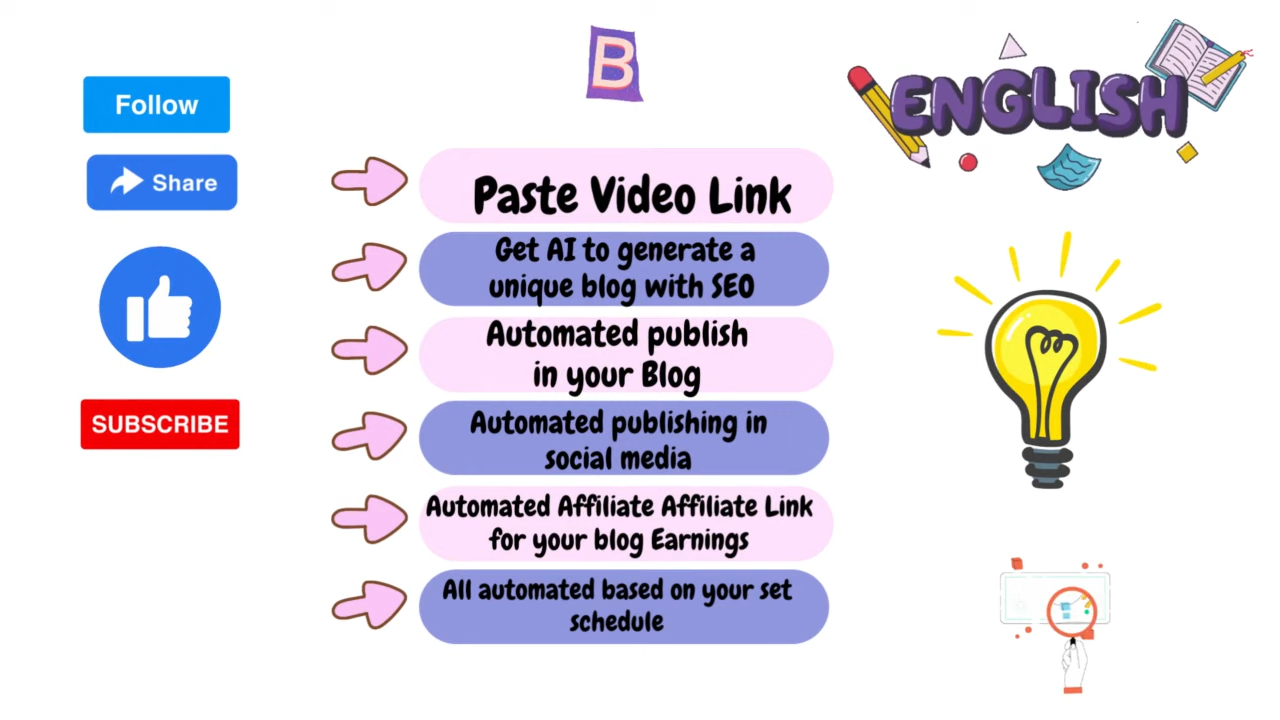 B
ENGLISH
Follow
Share
SUBSCRIBE
Paste Video Link
Get AI to generate a
unique blog with SEO
Automated publish
in your Blog
Automated publishing in
social media
Automated Affiliate Affiliate Link
for your blog Earnings
All automated based on your set
schedule